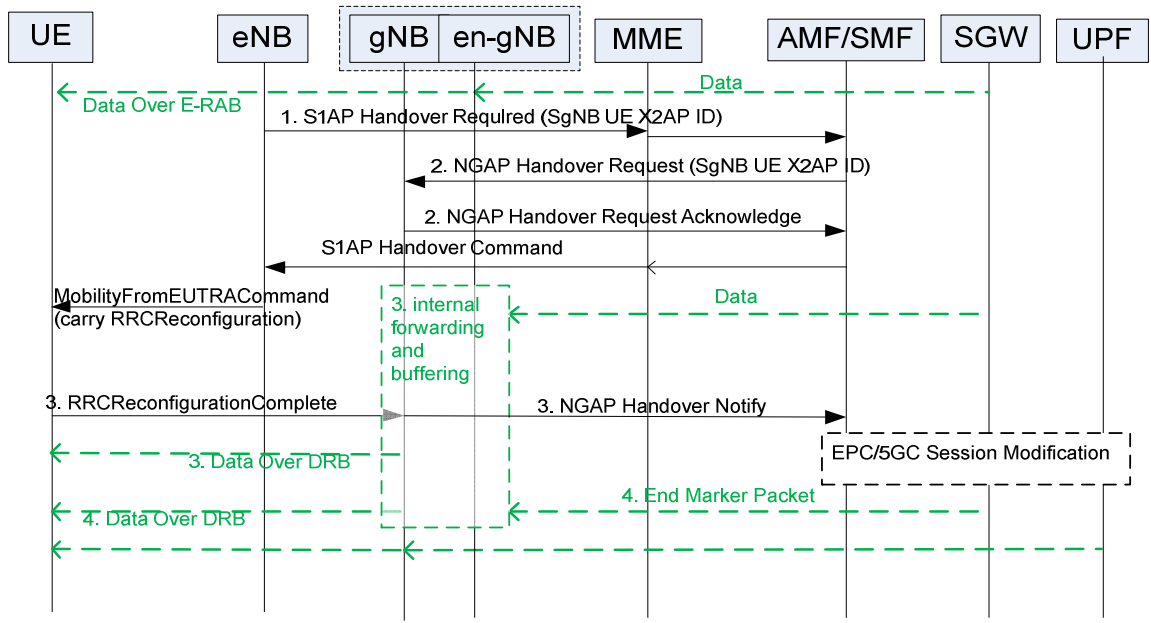 UE
eNB
gNB
en-gNB
MME
AMF/SMF
SGW
UPF
Data
Data Over E-RAB
1. S1AP Handover RequIred (SgNB UE X2AP ID)
2. NGAP Handover Request (SgNB UE X2AP ID)
2. NGAP Handover Request Acknowledge
S1AP Handover Command
MobilityFromEUTRACommand
(carry RRCReconfiguration)
3. internal
forwarding
and
buffering
Data
3. RRCReconfigurationComplete
3. NGAP Handover Notify
EPC/5GC Session Modification
3. Data Over DRB
4. End Marker Packet
4. Data Over DRB